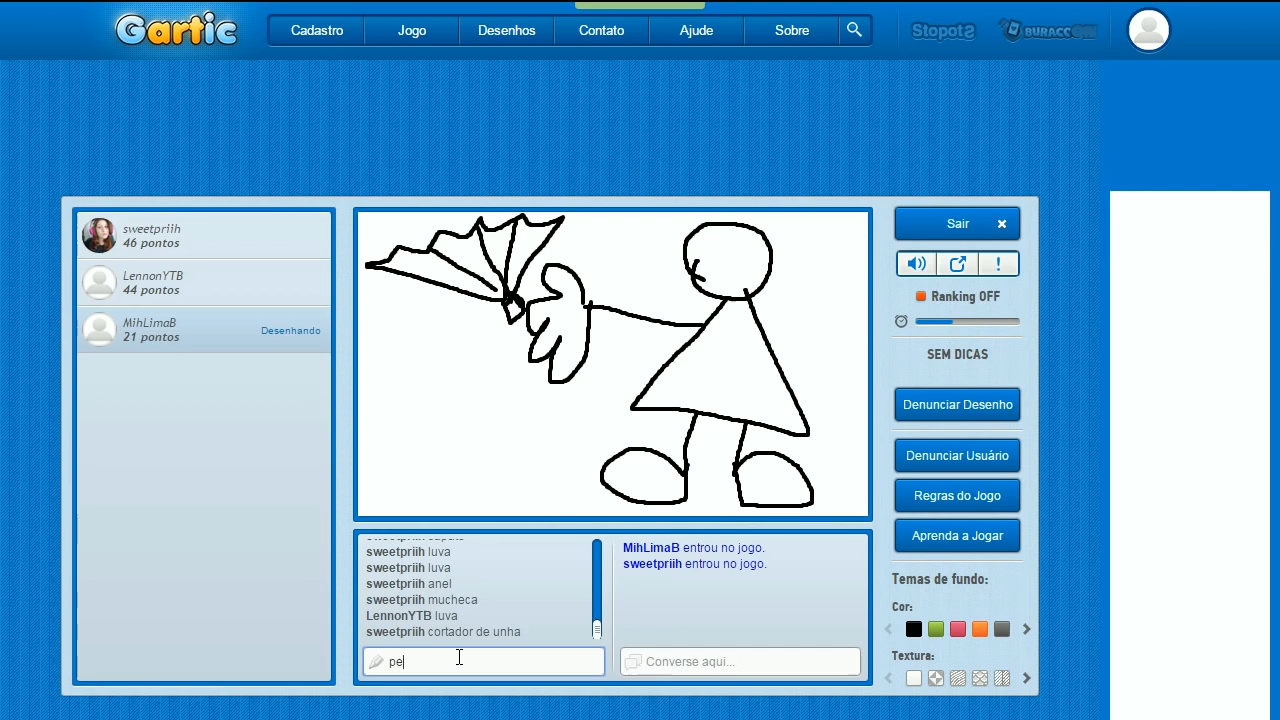 Gartic
Cadastro
Jogo
Desenhos
Contato
Ajude
Sobre
StopotS
BURACOON
sweetpriih
46 pontos
LennonYTB
44 pontos
MihLimaB
21 pontos
Desenhando
Sair ×
!
Ranking OFF
SEM DICAS
Denunciar Desenho
Denunciar Usuário
Regras do Jogo
Aprenda a Jogar
Temas de fundo:
Cor:
Textura:
sweetpriih luva
sweetpriih luva
sweetpriih anel
sweetpriih mucheca
LennonYTB luva
sweetpriih cortador de unha
pe
MihLimaB entrou no jogo.
sweetpriih entrou no jogo.
Converse aqui...